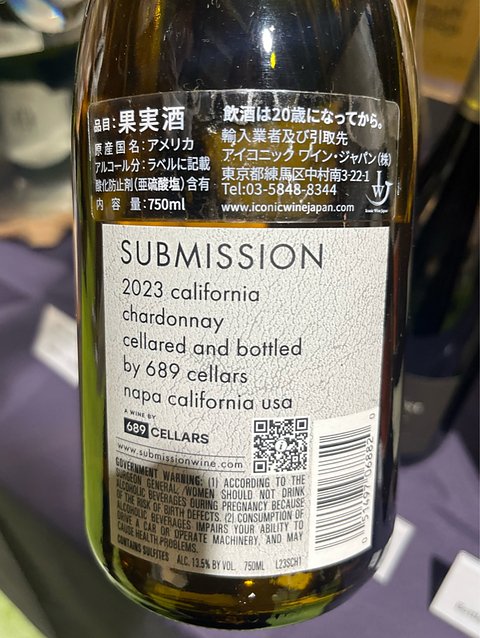 品目:果実酒 飲酒は20歳になってから。
原産国名:アメリカ 輸入業者及び引取先
アルコール分:ラベルに記載 アイコニック ワイン・ジャパン(株)
酸化防止剤(亜硫酸塩)含有 東京都練馬区中村南3-22-1
内容量:750ml Tel:03-5848-8344
www.iconicwinejapan.com
Iconic Wine Japan
SUBMISSION
2023 california
chardonnay
cellared and bottled
by 689 cellars
napa california usa
A WINE BY
689 CELLARS
www.submissionwine.com
GOVERNMENT WARNING: (1) ACCORDING TO THE
SURGEON GENERAL, WOMEN SHOULD NOT DRINK
ALCOHOLIC BEVERAGES DURING PREGNANCY BECAUSE
OF THE RISK OF BIRTH DEFECTS. (2) CONSUMPTION OF
ALCOHOLIC BEVERAGES IMPAIRS YOUR ABILITY TO
DRIVE A CAR OR OPERATE MACHINERY, AND MAY
CAUSE HEALTH PROBLEMS.
CONTAINS SULFITES ALC. 13.5% BY VOL. 750ML L23SCH1
0 51497 06882 0